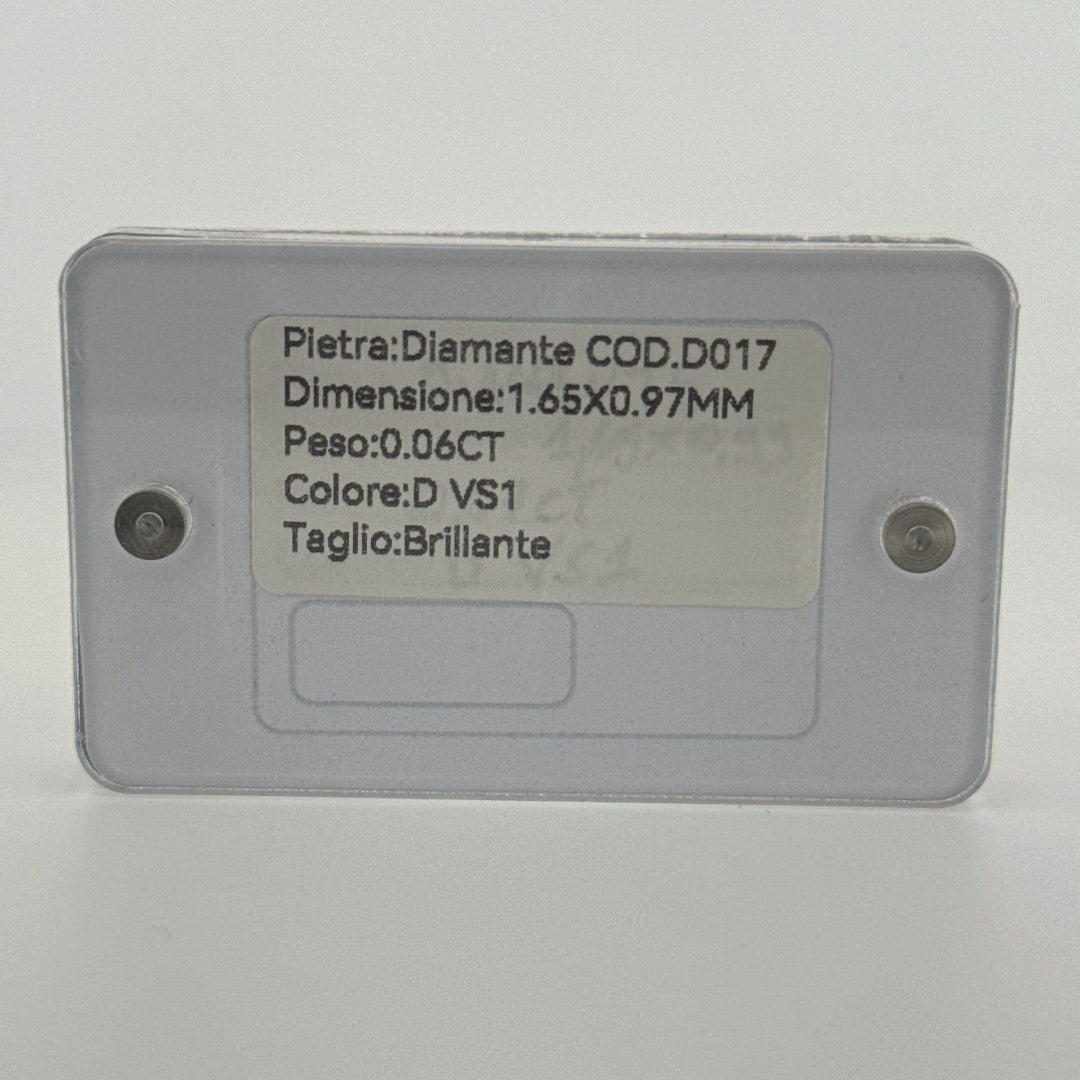 Pietra:Diamante COD.D017
Dimensione:1.65X0.97MM
Peso:0.06CT
Colore:D VS1
Taglio:Brillante